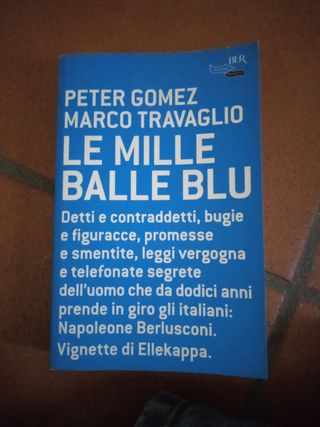 BUR
PETER GOMEZ
MARCO TRAVAGLIO
LE MILLE
BALLE BLU
Detti e contraddetti, bugie
e figuracce, promesse
e smentite, leggi vergogna
e telefonate segrete
dell'uomo che da dodici anni
prende in giro gli italiani:
Napoleone Berlusconi.
Vignette di Ellekappa.